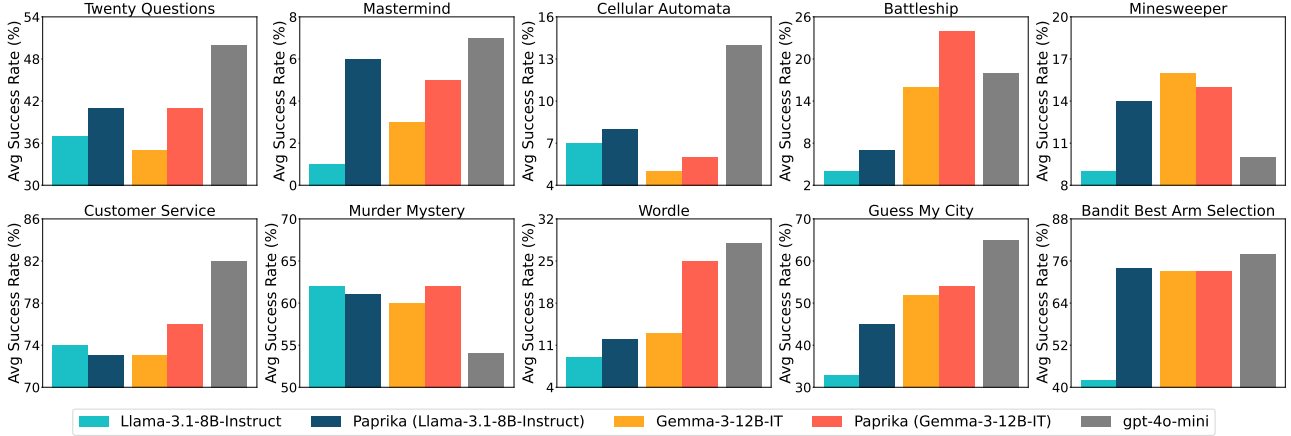 Twenty Questions
Avg Success Rate (%)
54
48
42
36
30
Mastermind
Avg Success Rate (%)
8
6
4
2
0
Cellular Automata
Avg Success Rate (%)
16
13
10
7
4
Battleship
Avg Success Rate (%)
26
20
14
8
2
Minesweeper
Avg Success Rate (%)
20
17
14
11
8
Customer Service
Avg Success Rate (%)
86
82
78
74
70
Murder Mystery
Avg Success Rate (%)
70
65
60
55
50
Wordle
Avg Success Rate (%)
32
25
18
11
4
Guess My City
Avg Success Rate (%)
70
60
50
40
30
Bandit Best Arm Selection
Avg Success Rate (%)
88
76
64
52
40
Llama-3.1-8B-Instruct
Paprika (Llama-3.1-8B-Instruct)
Gemma-3-12B-IT
Paprika (Gemma-3-12B-IT)
gpt-4o-mini